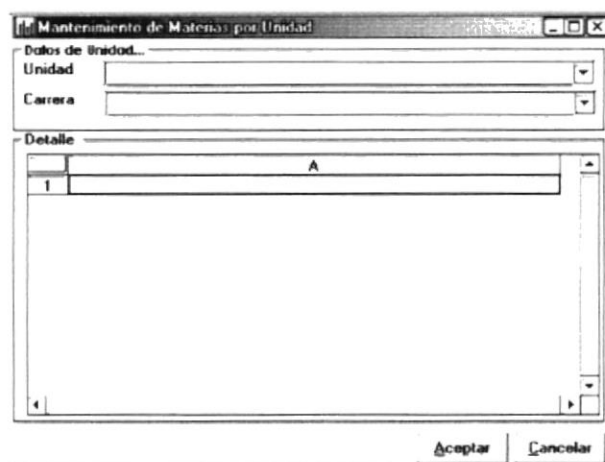 Mantenimiento de Materias por Unidad
Datos de Unidad...
Unidad
Carrera
Detalle
A
1
Aceptar Cancelar